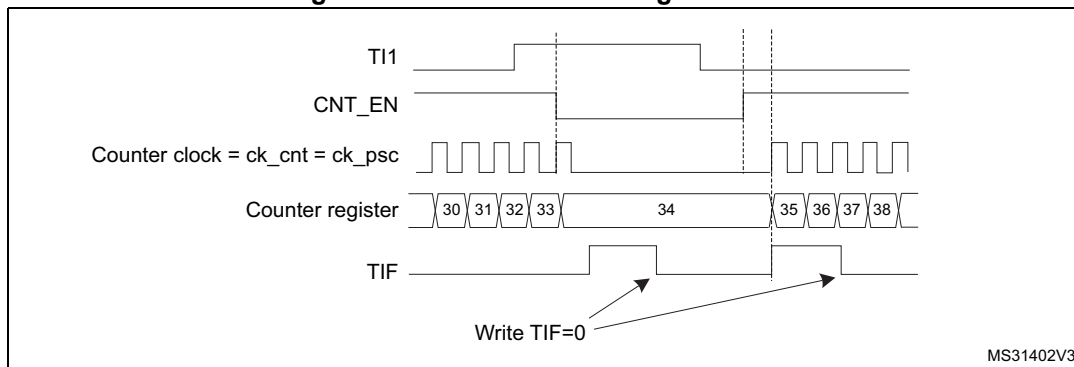 TI1
CNT_EN
Counter clock = ck_cnt = ck_psc
Counter register
30 31 32 33 34 35 36 37 38
TIF
Write TIF=0
MS31402V3